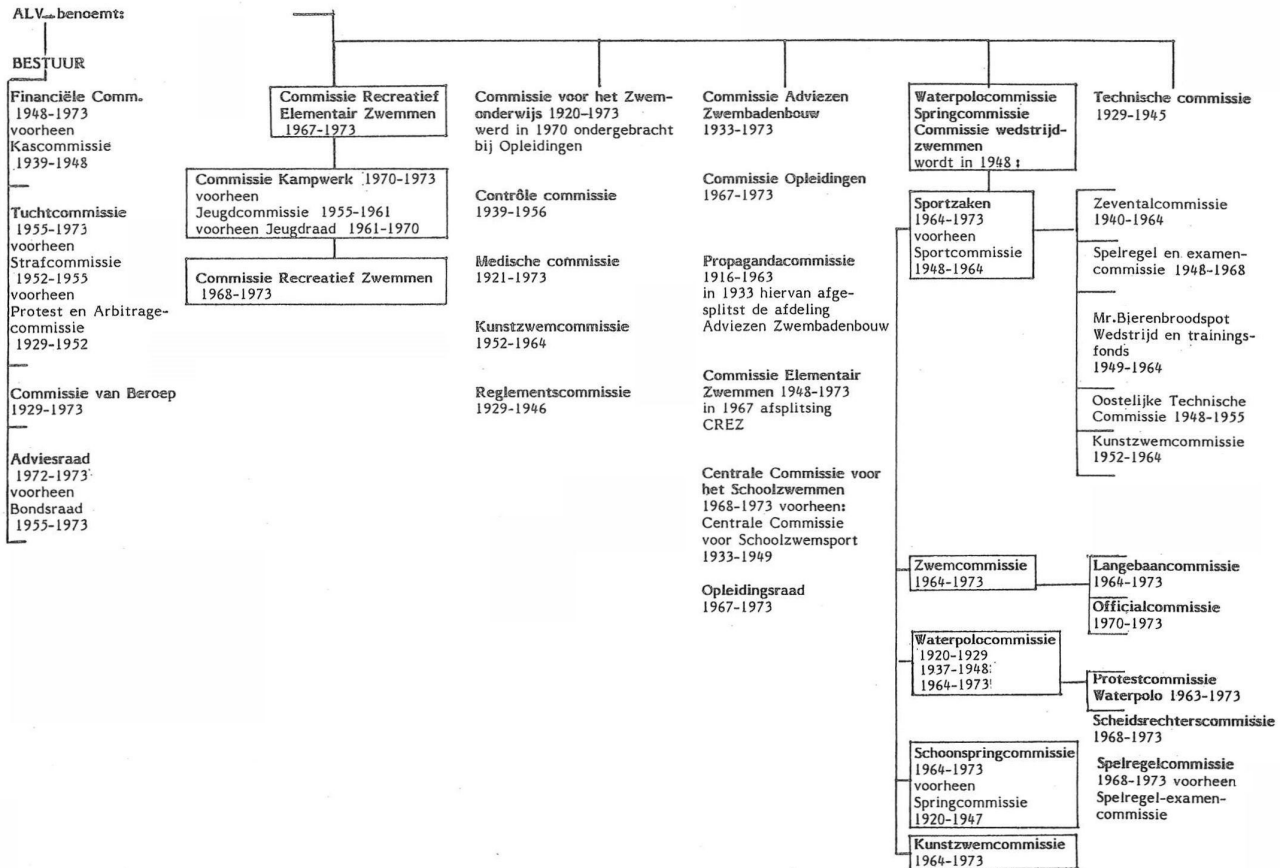 ALV benoemt:
BESTUUR
Financiële Comm.
1948-1973
voorheen
Kascommissie
1939-1948
Tuchtcommissie
1955-1973
voorheen
Strafcommissie
1952-1955
voorheen
Protest en Arbitrage-
commissie
1929-1952
Commissie van Beroep
1929-1973
Adviesraad
1972-1973
voorheen
Bondsraad
1955-1973
Commissie Recreatief
Elementair Zwemmen
1967-1973
Commissie Kampwerk 1970-1973
voorheen
Jeugdcommissie 1955-1961
voorheen Jeugdraad 1961-1970
Commissie Recreatief Zwemmen
1968-1973
Commissie voor het Zwem-
onderwijs 1920-1973
werd in 1970 ondergebracht
bij Opleidingen
Contrôle commissie
1939-1956
Medische commissie
1921-1973
Kunstzwemcommissie
1952-1964
Reglementscommissie
1929-1946
Commissie Adviezen
Zwembadenbouw
1933-1973
Commissie Opleidingen
1967-1973
Propagandacommissie
1916-1963
in 1933 hiervan afge-
splitst de afdeling
Adviezen Zwembadenbouw
Commissie Elementair
Zwemmen 1948-1973
in 1967 afsplitsing
CREZ
Centrale Commissie voor
het Schoolzwemmen
1968-1973 voorheen:
Centrale Commissie
voor Schoolzwemsport
1933-1949
Opleidingsraad
1967-1973
Waterpolocommissie
Springcommissie
Commissie wedstrijd-
zwemmen
wordt in 1948 :
Sportzaken
1964-1973
voorheen
Sportcommissie
1948-1964
Zwemcommissie
1964-1973
Waterpolocommissie
1920-1929
1937-1948
1964-1973
Schoonspringcommissie
1964-1973
voorheen
Springcommissie
1920-1947
Kunstzwemcommissie
1964-1973
Technische commissie
1929-1945
Zeventalcommissie
1940-1964
Spelregel en examen-
commissie 1948-1968
Mr.Bierenbroodspot
Wedstrijd en trainings-
fonds
1949-1964
Oostelijke Technische
Commissie 1948-1955
Kunstzwemcommissie
1952-1964
Langebaancommissie
1964-1973
Officialcommissie
1970-1973
Protestcommissie
Waterpolo 1963-1973
Scheidsrechterscommissie
1968-1973
Spelregelcommissie
1968-1973 voorheen
Spelregel-examen-
commissie